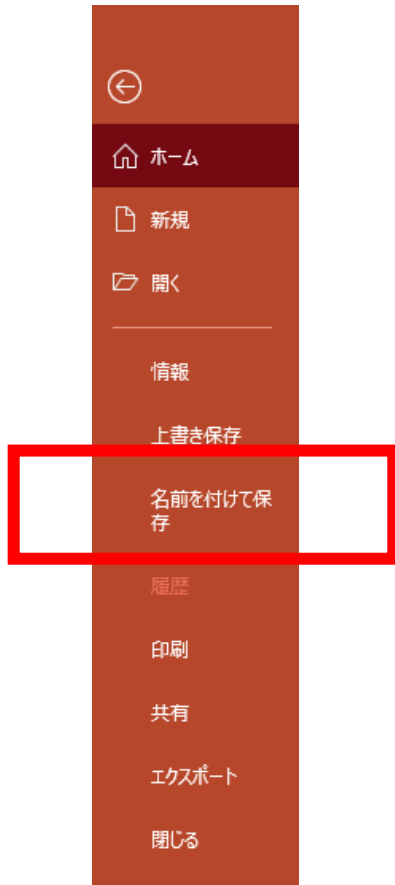 ホーム
新規
開く
情報
上書き保存
名前を付けて保
存
履歴
印刷
共有
エクスポート
閉じる